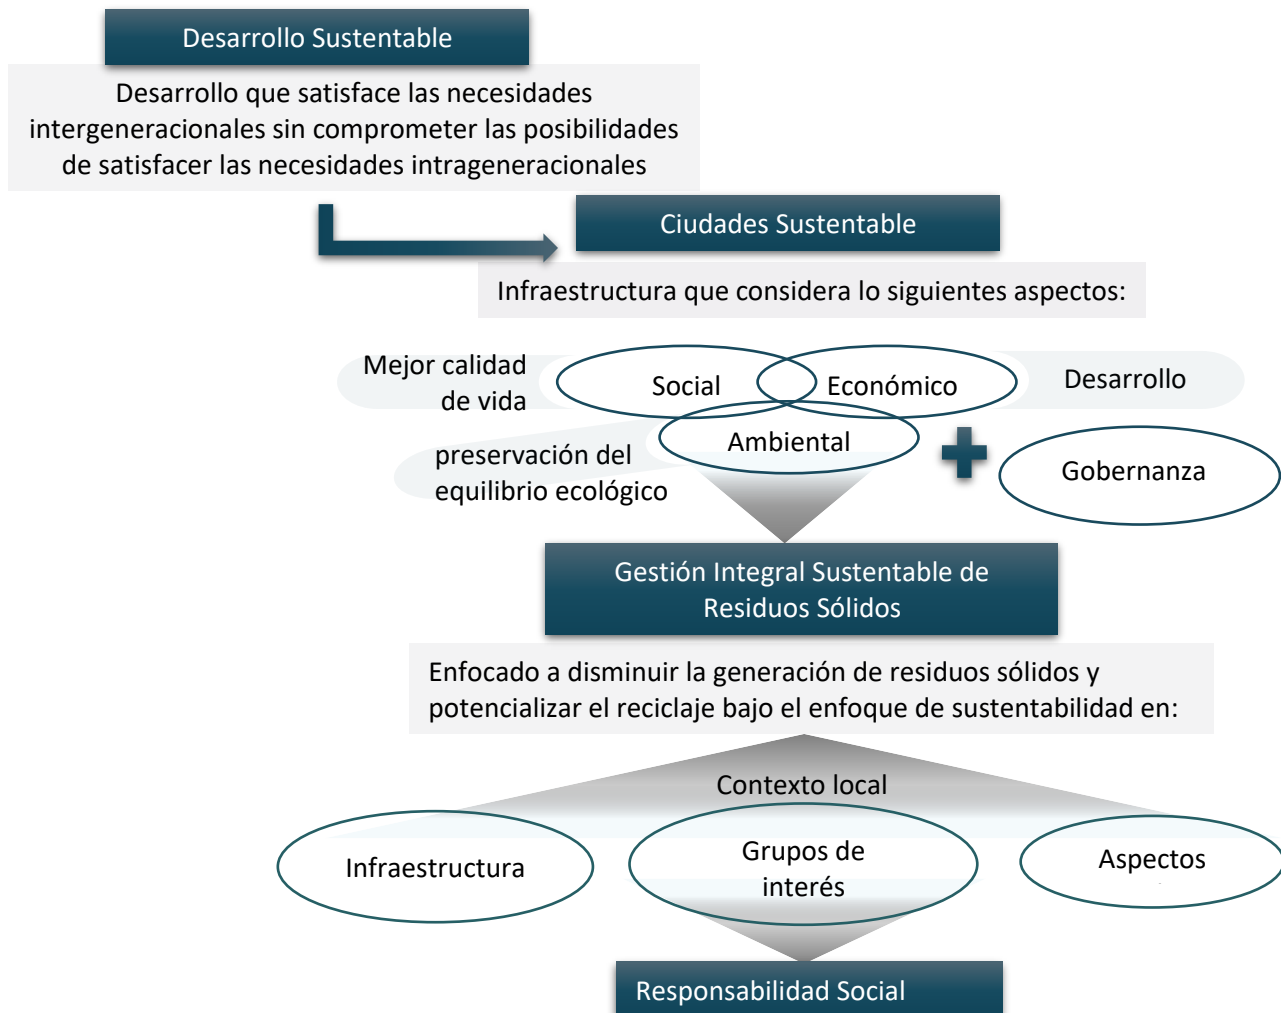 Desarrollo Sustentable
Desarrollo que satisface las necesidades
intergeneracionales sin comprometer las posibilidades
de satisfacer las necesidades intrageneracionales
Ciudades Sustentable
Infraestructura que considera lo siguientes aspectos:
Mejor calidad
de vida
Social
Económico
Desarrollo
preservación del
equilibrio ecológico
Ambiental
Gobernanza
Gestión Integral Sustentable de
Residuos Sólidos
Enfocado a disminuir la generación de residuos sólidos y
potencializar el reciclaje bajo el enfoque de sustentabilidad en:
Contexto local
Infraestructura
Grupos de
interés
Aspectos
Responsabilidad Social